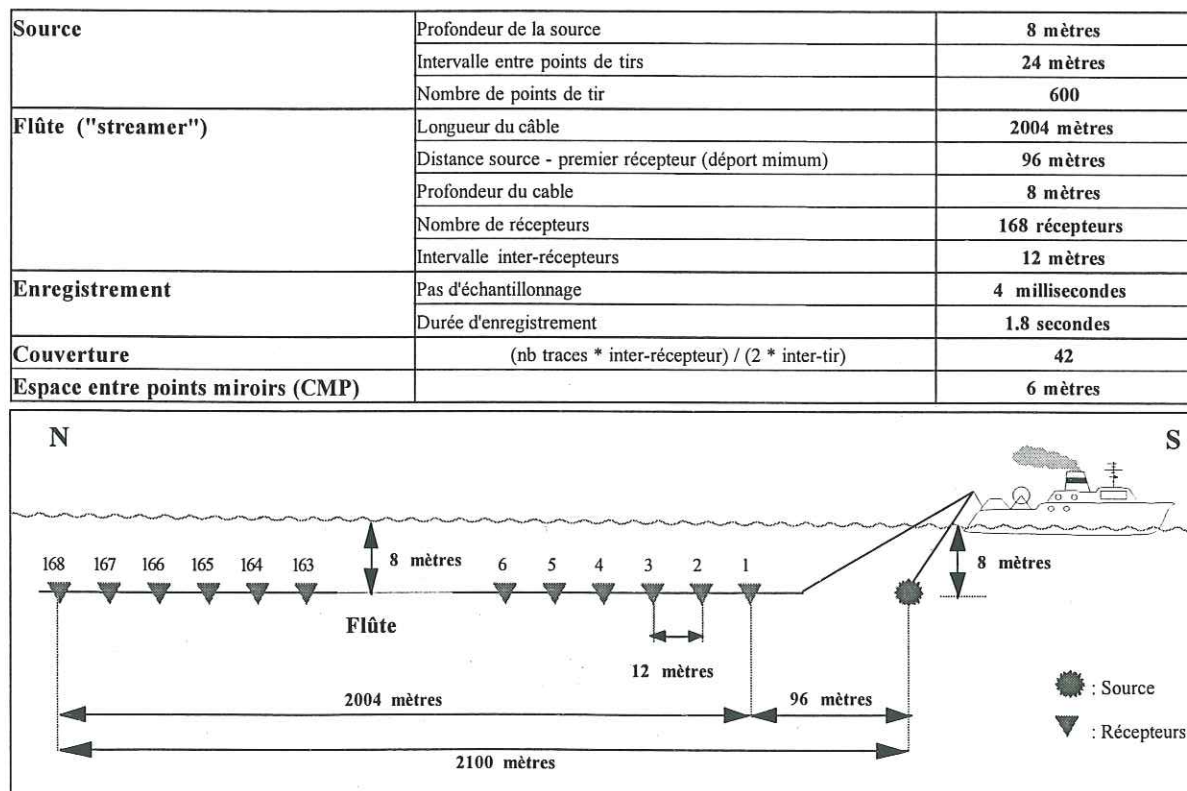 Source Profondeur de la source 8 mètres
Intervalle entre points de tirs 24 mètres
Nombre de points de tir 600
Flûte ("streamer") Longueur du câble 2004 mètres
Distance source - premier récepteur (déport mimum) 96 mètres
Profondeur du cable 8 mètres
Nombre de récepteurs 168 récepteurs
Intervalle inter-récepteurs 12 mètres
Enregistrement Pas d'échantillonnage 4 millisecondes
Durée d'enregistrement 1.8 secondes
Couverture (nb traces * inter-récepteur) / (2 * inter-tir) 42
Espace entre points miroirs (CMP) 6 mètres
N S
168 167 166 165 164 163 8 mètres 6 5 4 3 2 1 8 mètres
Flûte
12 mètres
2004 mètres 96 mètres : Source
: Récepteurs
2100 mètres